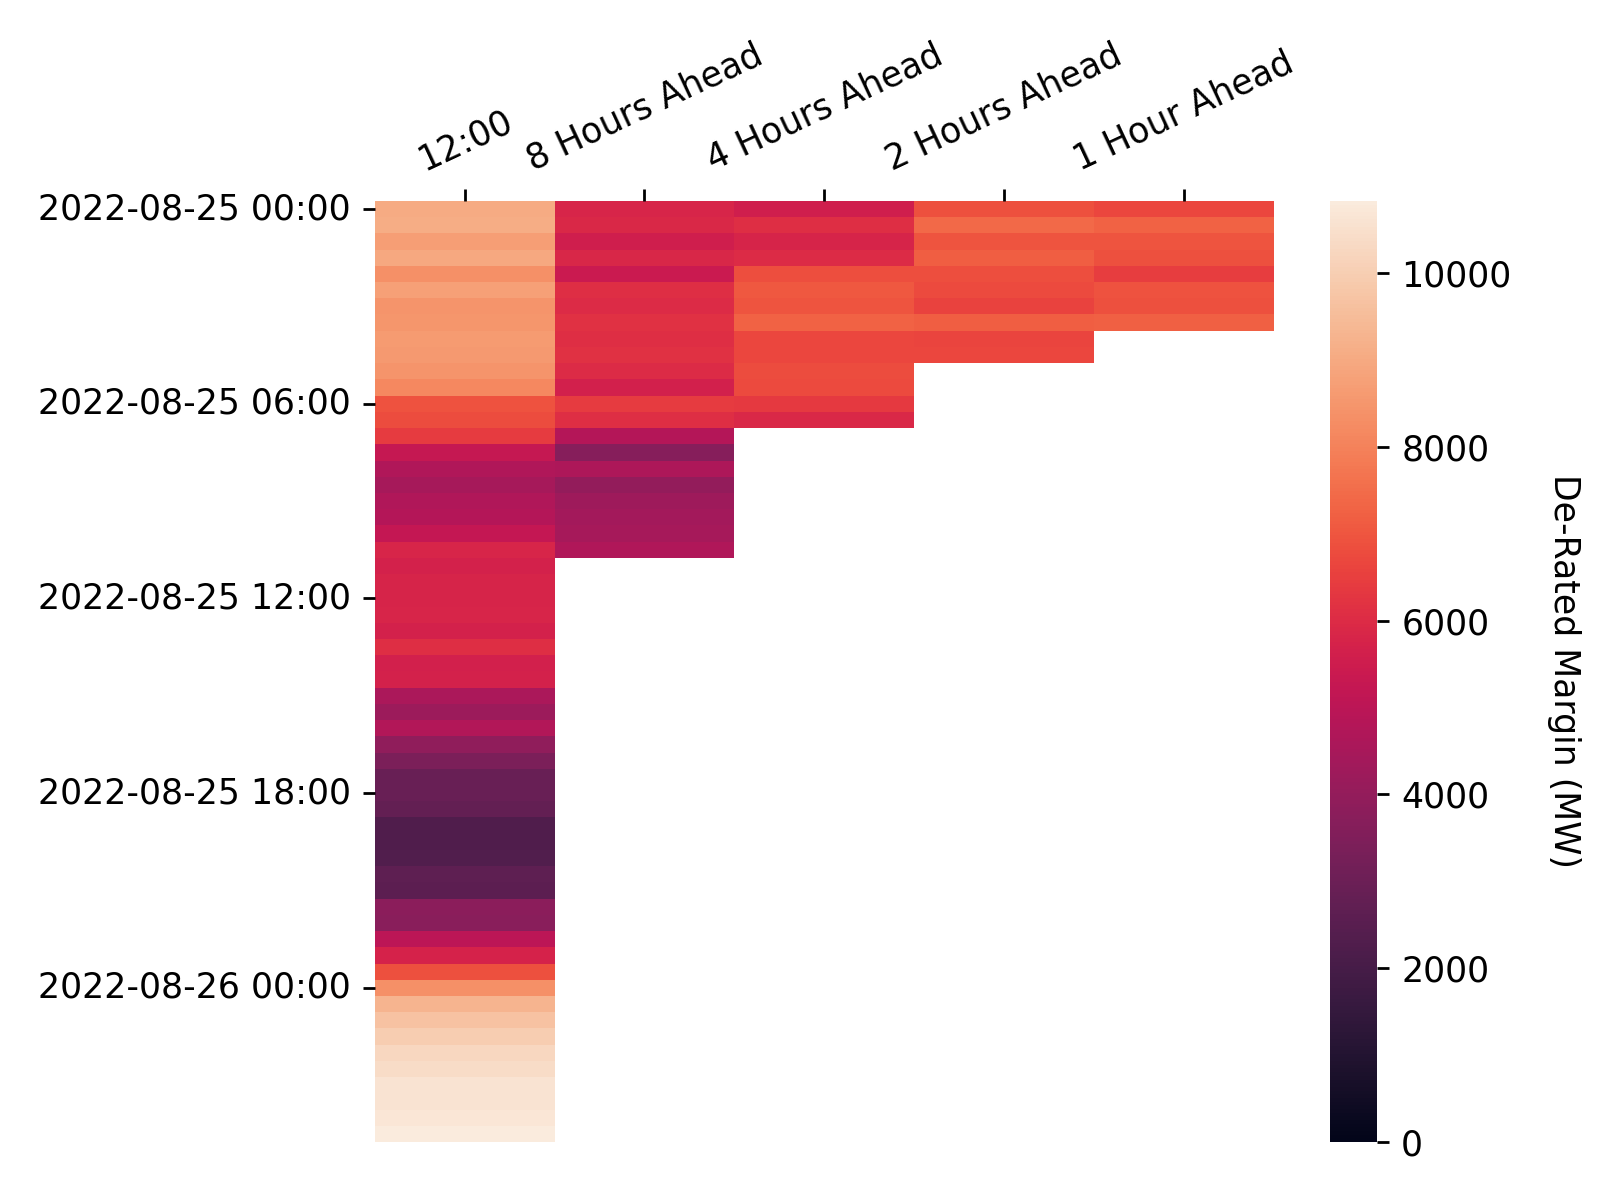 12:00
8 Hours Ahead
4 Hours Ahead
2 Hours Ahead
1 Hour Ahead
2022-08-25 00:00
2022-08-25 06:00
2022-08-25 12:00
2022-08-25 18:00
2022-08-26 00:00
10000
8000
6000
4000
2000
0
De-Rated Margin (MW)